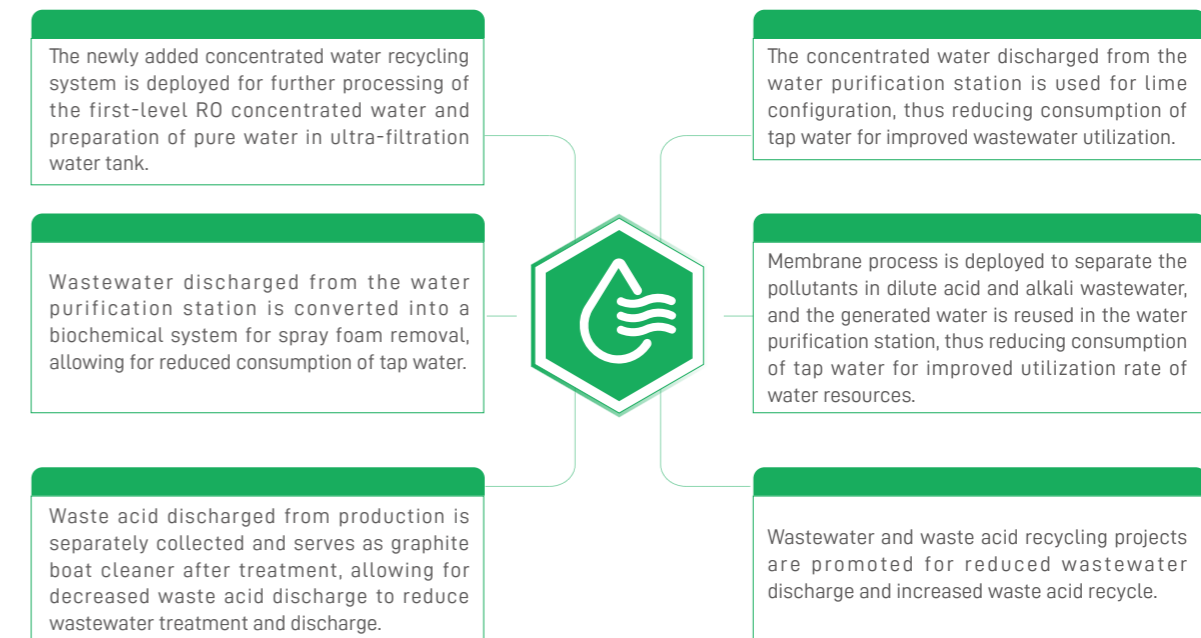 The newly added concentrated water recycling
system is deployed for further processing of
the first-level RO concentrated water and
preparation of pure water in ultra-filtration
water tank.
Wastewater discharged from the water
purification station is converted into a
biochemical system for spray foam removal,
allowing for reduced consumption of tap water.
Waste acid discharged from production is
separately collected and serves as graphite
boat cleaner after treatment, allowing for
decreased waste acid discharge to reduce
wastewater treatment and discharge.
The concentrated water discharged from the
water purification station is used for lime
configuration, thus reducing consumption of
tap water for improved wastewater utilization.
Membrane process is deployed to separate the
pollutants in dilute acid and alkali wastewater,
and the generated water is reused in the water
purification station, thus reducing consumption
of tap water for improved utilization rate of
water resources.
Wastewater and waste acid recycling projects
are promoted for reduced wastewater
discharge and increased waste acid recycle.